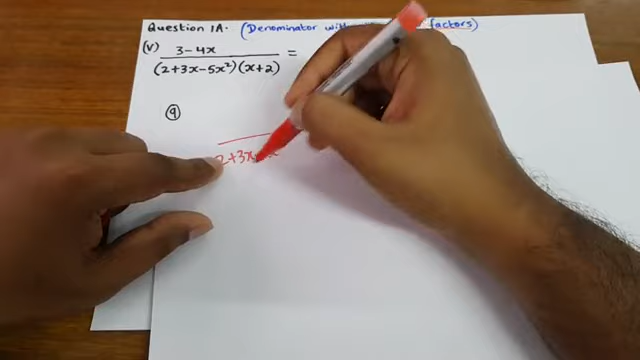 Question 1A. (Denominator with factors)
(V) 3-4x / (2+3x-5x²)(x+2) =
⑨
2+3x